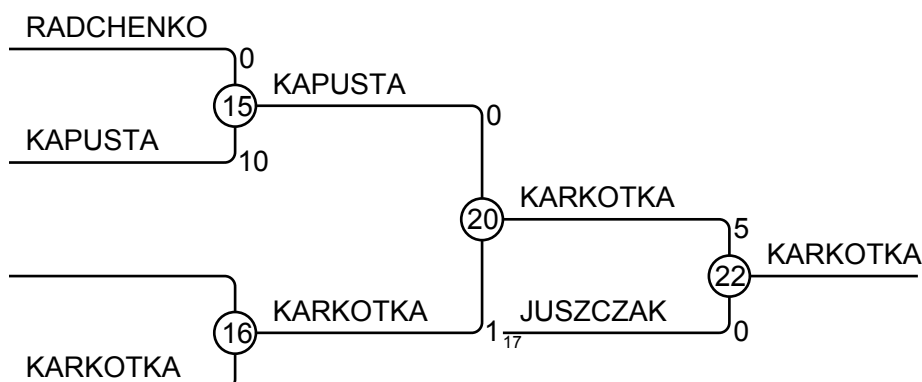 RADCHENKO
0
15
KAPUSTA
0
KAPUSTA
10
20
KARKOTKA
5
22
KARKOTKA
16
KARKOTKA
1
17
JUSZCZAK
0
KARKOTKA